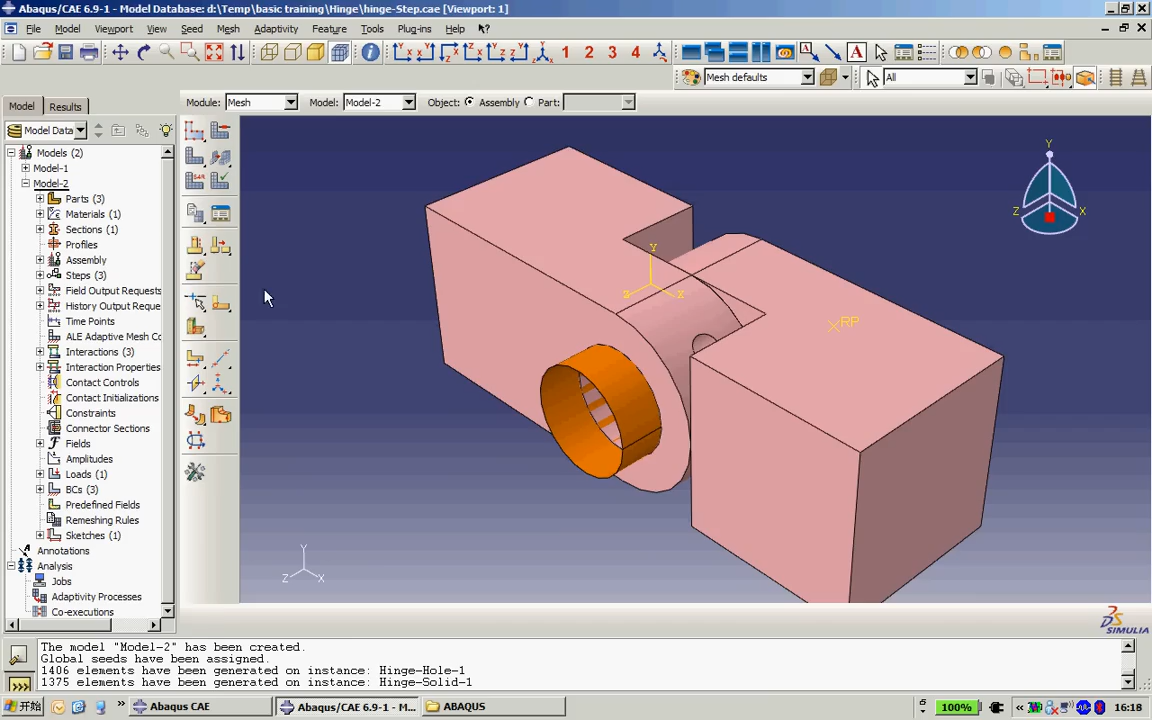 Abaqus/CAE 6.9-1 - Model Database: d:\Temp\basic training\Hinge\hinge-Step.cae [Viewport: 1]
File Model Viewport View Seed Mesh Adaptivity Feature Tools Plug-ins Help
1 2 3 4 A
Mesh defaults All
Model Results Module: Mesh Model: Model-2 Object: Assembly Part:
Model Data
Models (2)
Model-1
Model-2
Parts (3)
Materials (1)
Sections (1)
Profiles
Assembly
Steps (3)
Field Output Requests
History Output Reque
Time Points
ALE Adaptive Mesh Co
Interactions (3)
Interaction Properties
Contact Controls
Contact Initializations
Constraints
Connector Sections
Fields
Amplitudes
Loads (1)
BCs (3)
Predefined Fields
Remeshing Rules
Sketches (1)
Annotations
Analysis
Jobs
Adaptivity Processes
Co-executions
Y
Z X
Y
Z X
RP
Y
Z X
SIMULIA
The model "Model-2" has been created.
Global seeds have been assigned.
1406 elements have been generated on instance: Hinge-Hole-1
1375 elements have been generated on instance: Hinge-Solid-1
开始 Abaqus CAE Abaqus/CAE 6.9-1 - M... ABAQUS 100% 16:18